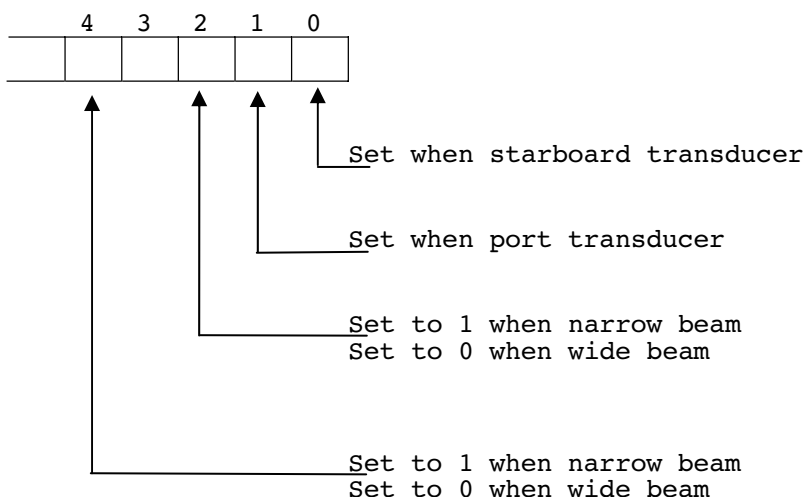 4 3 2 1 0
Set when starboard transducer
Set when port transducer
Set to 1 when narrow beam
Set to 0 when wide beam
Set to 1 when narrow beam
Set to 0 when wide beam